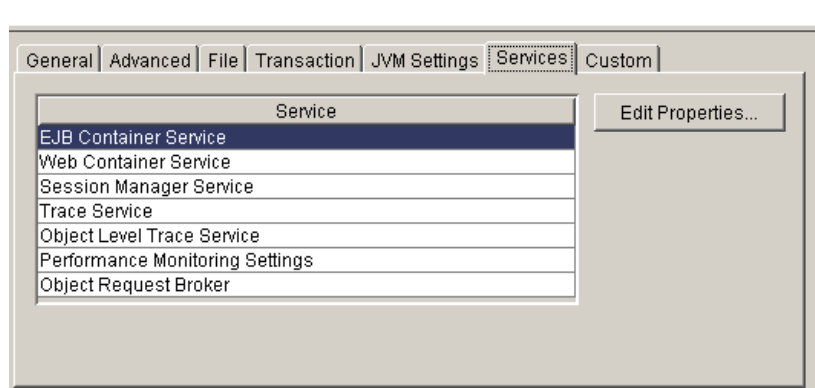 General Advanced File Transaction JVM Settings Services Custom
Service
Edit Properties...
EJB Container Service
Web Container Service
Session Manager Service
Trace Service
Object Level Trace Service
Performance Monitoring Settings
Object Request Broker